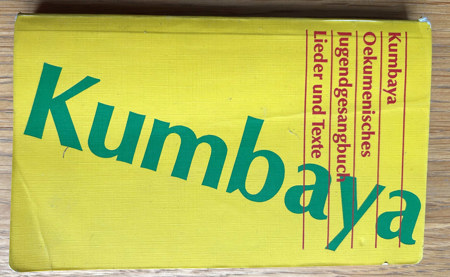 Kumbaya
Kumbaya
Oekumenisches
Jugendgesangbuch
Lieder und Texte